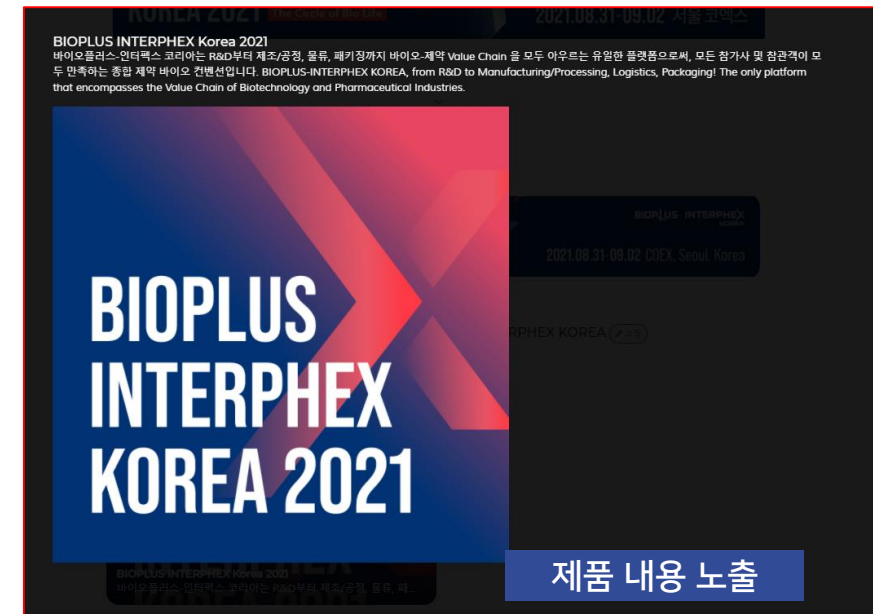 KOREA 2021 The Circle of Bio Life
2021.08.31-09.02 서울 코엑스
BIOPLUS INTERPHEX Korea 2021
바이오플러스-인터펙스 코리아는 R&D부터 제조/공정, 물류, 패키징까지 바이오-제약 Value Chain 을 모두 아우르는 유일한 플랫폼으로써, 모든 참가사 및 참관객이 모
두 만족하는 종합 제약 바이오 컨벤션입니다. BIOPLUS-INTERPHEX KOREA, from R&D to Manufacturing/Processing, Logistics, Packaging! The only platform
that encompasses the Value Chain of Biotechnology and Pharmaceutical Industries.
BIOPLUS INTERPHEX
KOREA
2021.08.31-09.02 COEX, Seoul, Korea
RPHEX KOREA
BIOPLUS
INTERPHEX
KOREA 2021
BIOPLUS INTERPHEX Korea 2021
바이오플러스-인터펙스 코리아는 R&D부터 제조/공정, 물류, 패...
제품 내용 노출